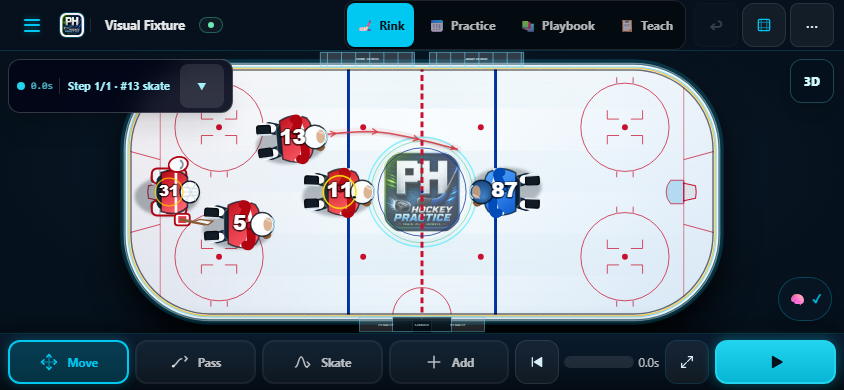 PH
Visual Fixture
Rink
Practice
Playbook
Teach
0.0s
Step 1/1 · #13 skate
3D
13
31
11
87
5
PH
HOCKEY
PRACTICE
Move
Pass
Skate
Add
0.0s